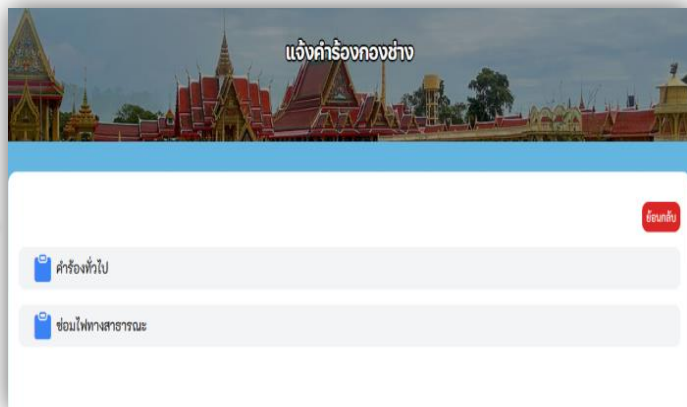 แจ้งคำร้องกองช่าง
ย้อนกลับ
คำร้องทั่วไป
ซ่อมไฟทางสาธารณะ